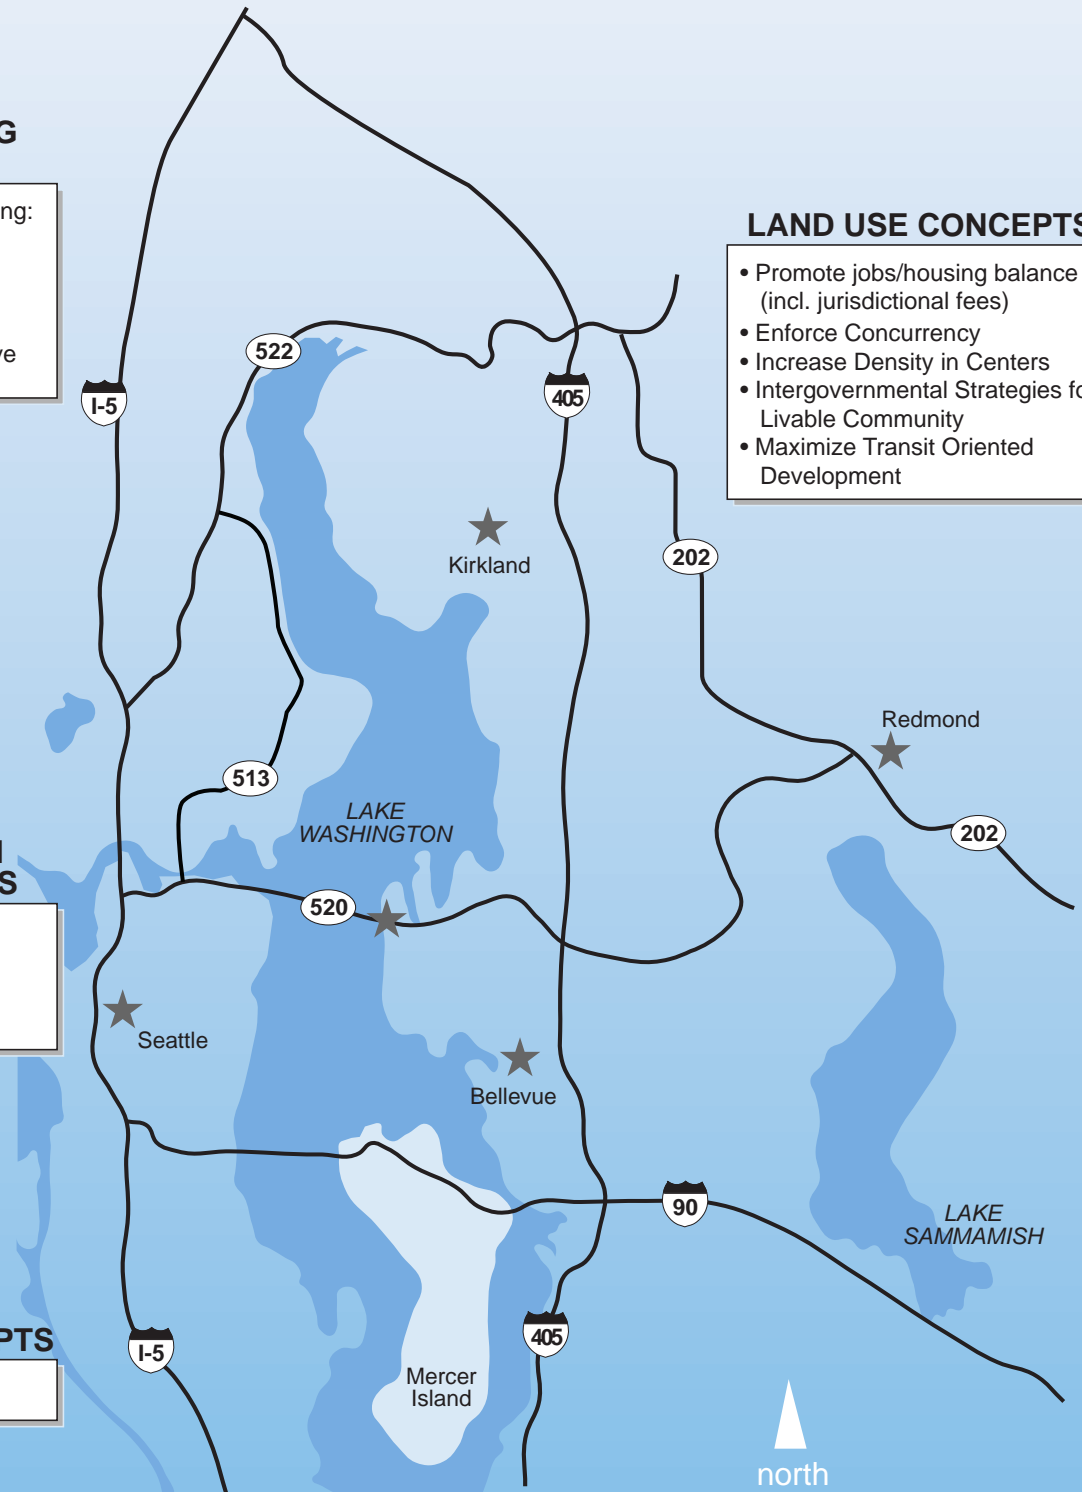 G
ng:
ve
LAND USE CONCEPTS
• Promote jobs/housing balance
(incl. jurisdictional fees)
• Enforce Concurrency
• Increase Density in Centers
• Intergovernmental Strategies fo
Livable Community
• Maximize Transit Oriented
Development
522
I-5
405
Kirkland
202
Redmond
513
LAKE
WASHINGTON
202
S
520
Seattle
Bellevue
90
LAKE
SAMMAMISH
PTS
I-5
405
Mercer
Island
north